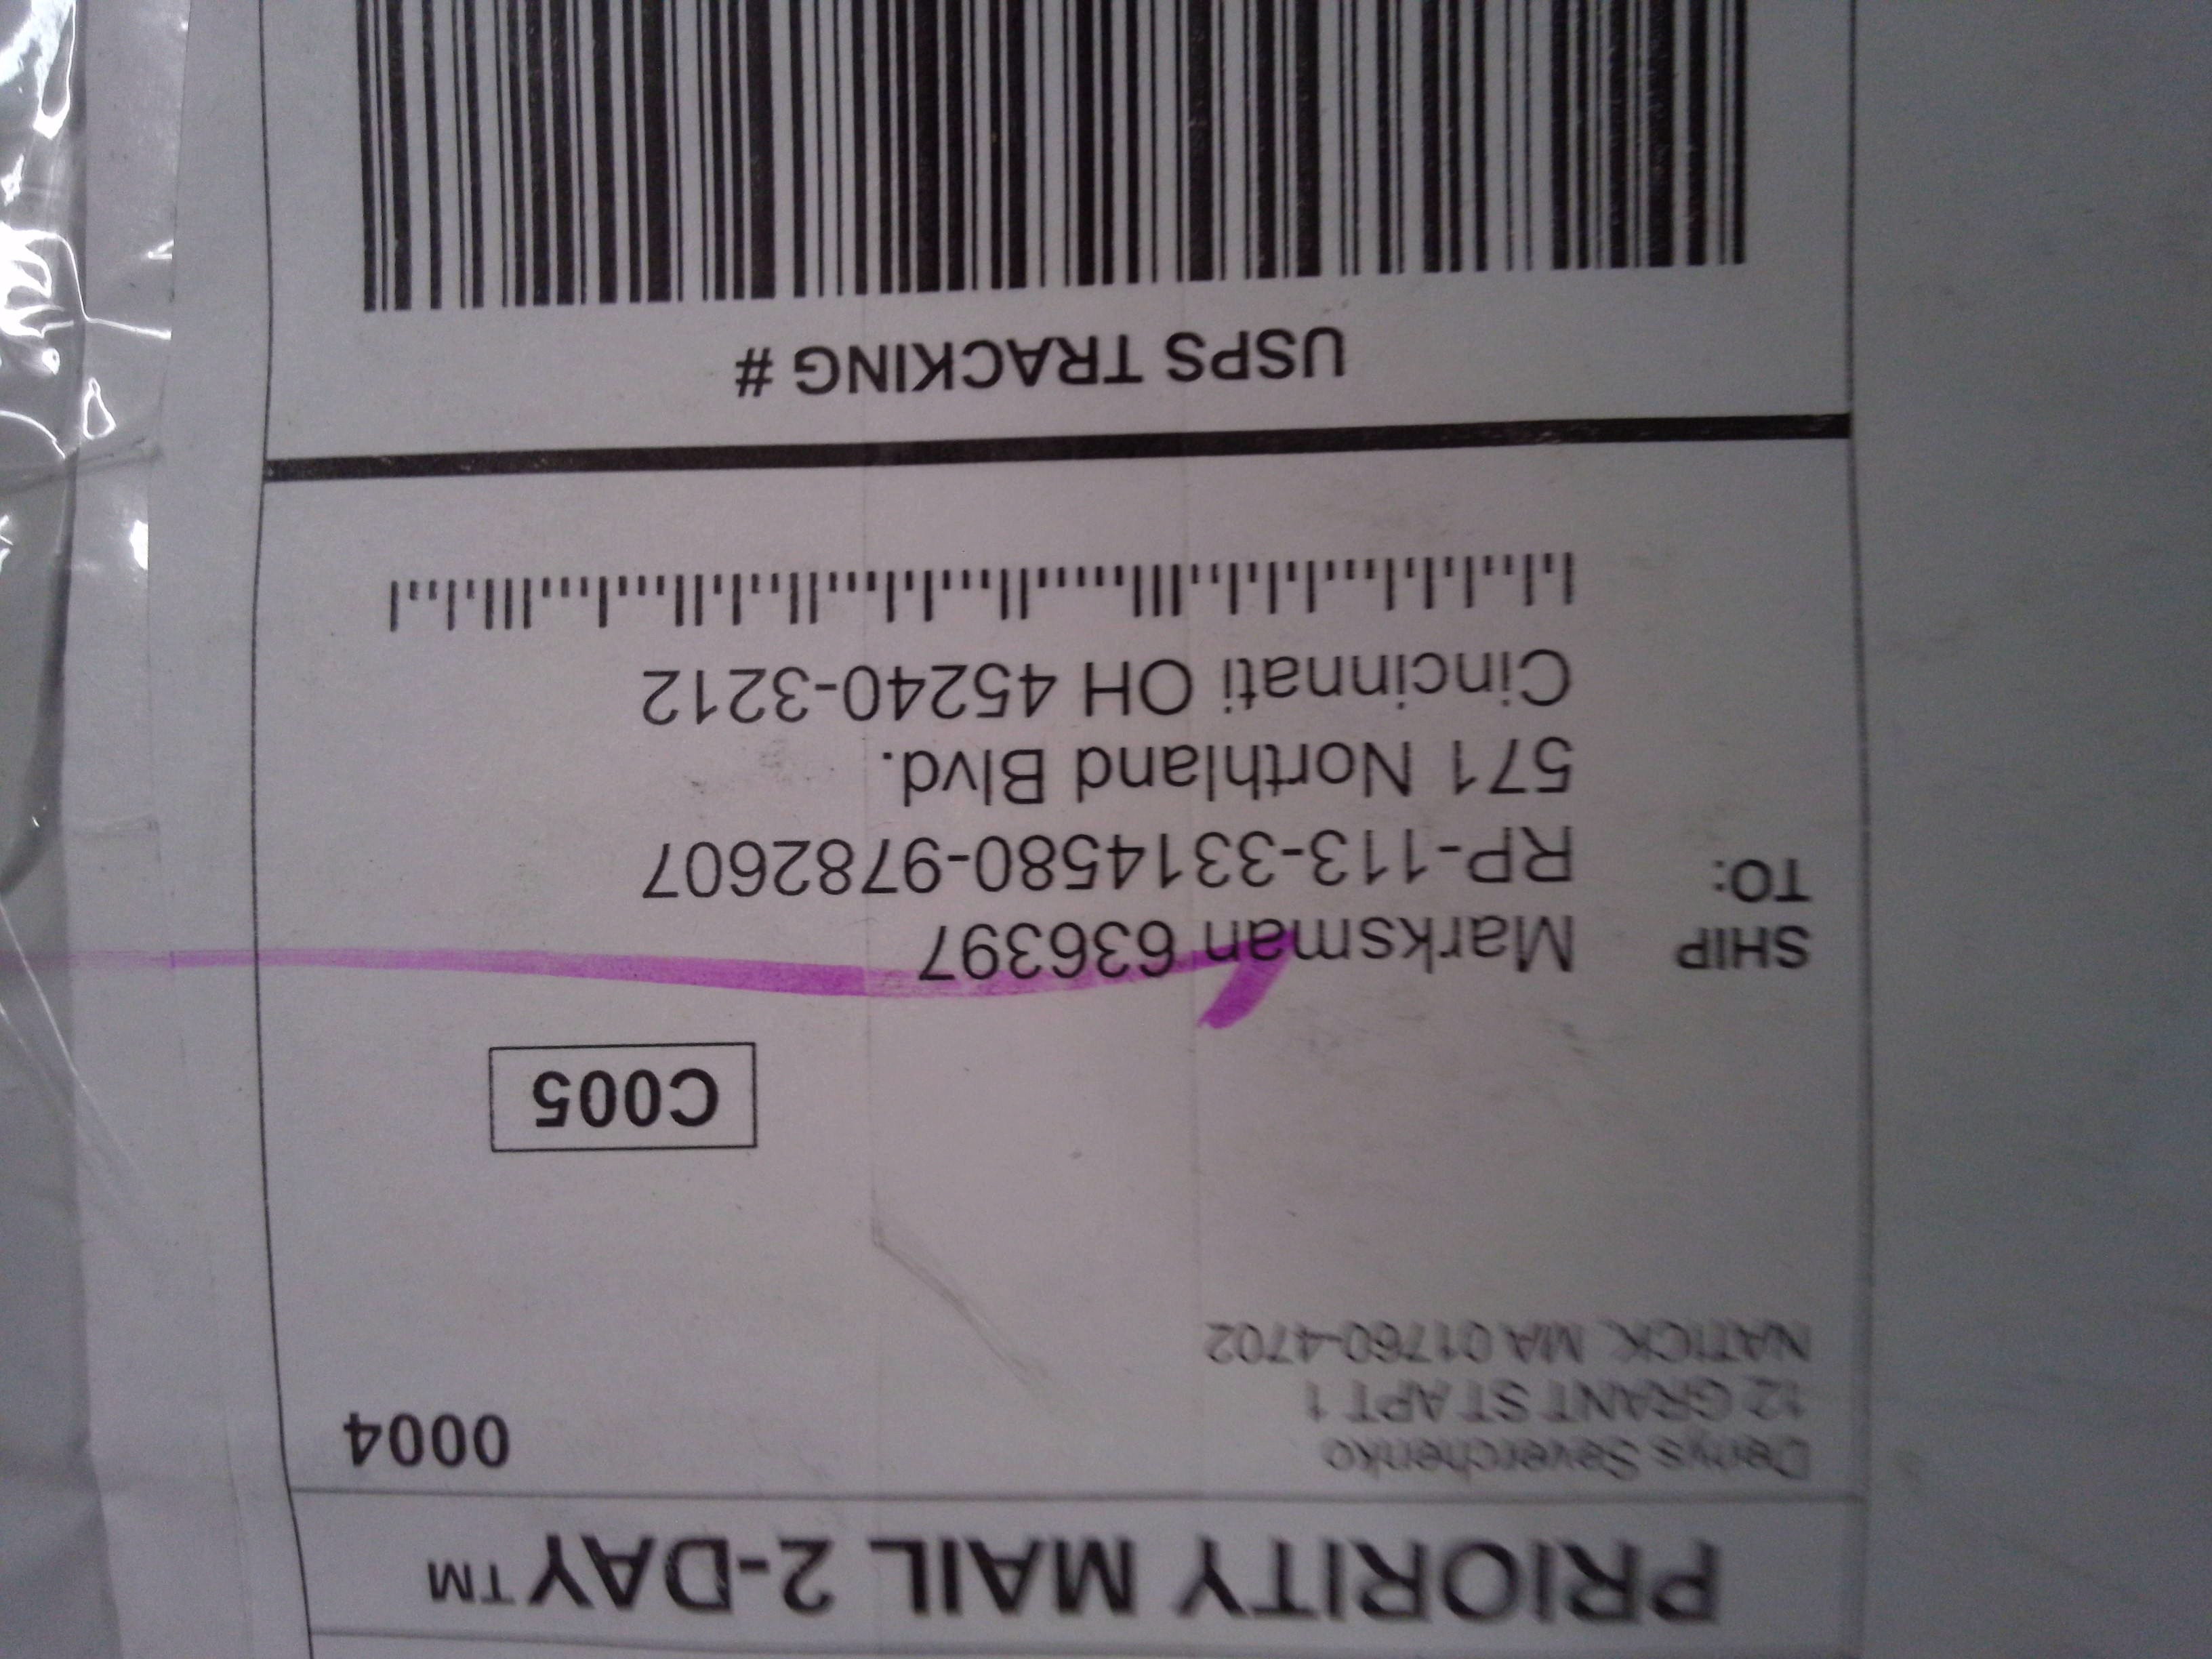 PRIORITY MAIL 2-DAY™
Denys Severchenko
12 GRANT ST APT 1
NATICK, MA 01760-4702
0004
C005
SHIP
TO:
Marksman 636397
RP-113-3314580-9782607
571 Northland Blvd.
Cincinnati OH 45240-3212
USPS TRACKING #